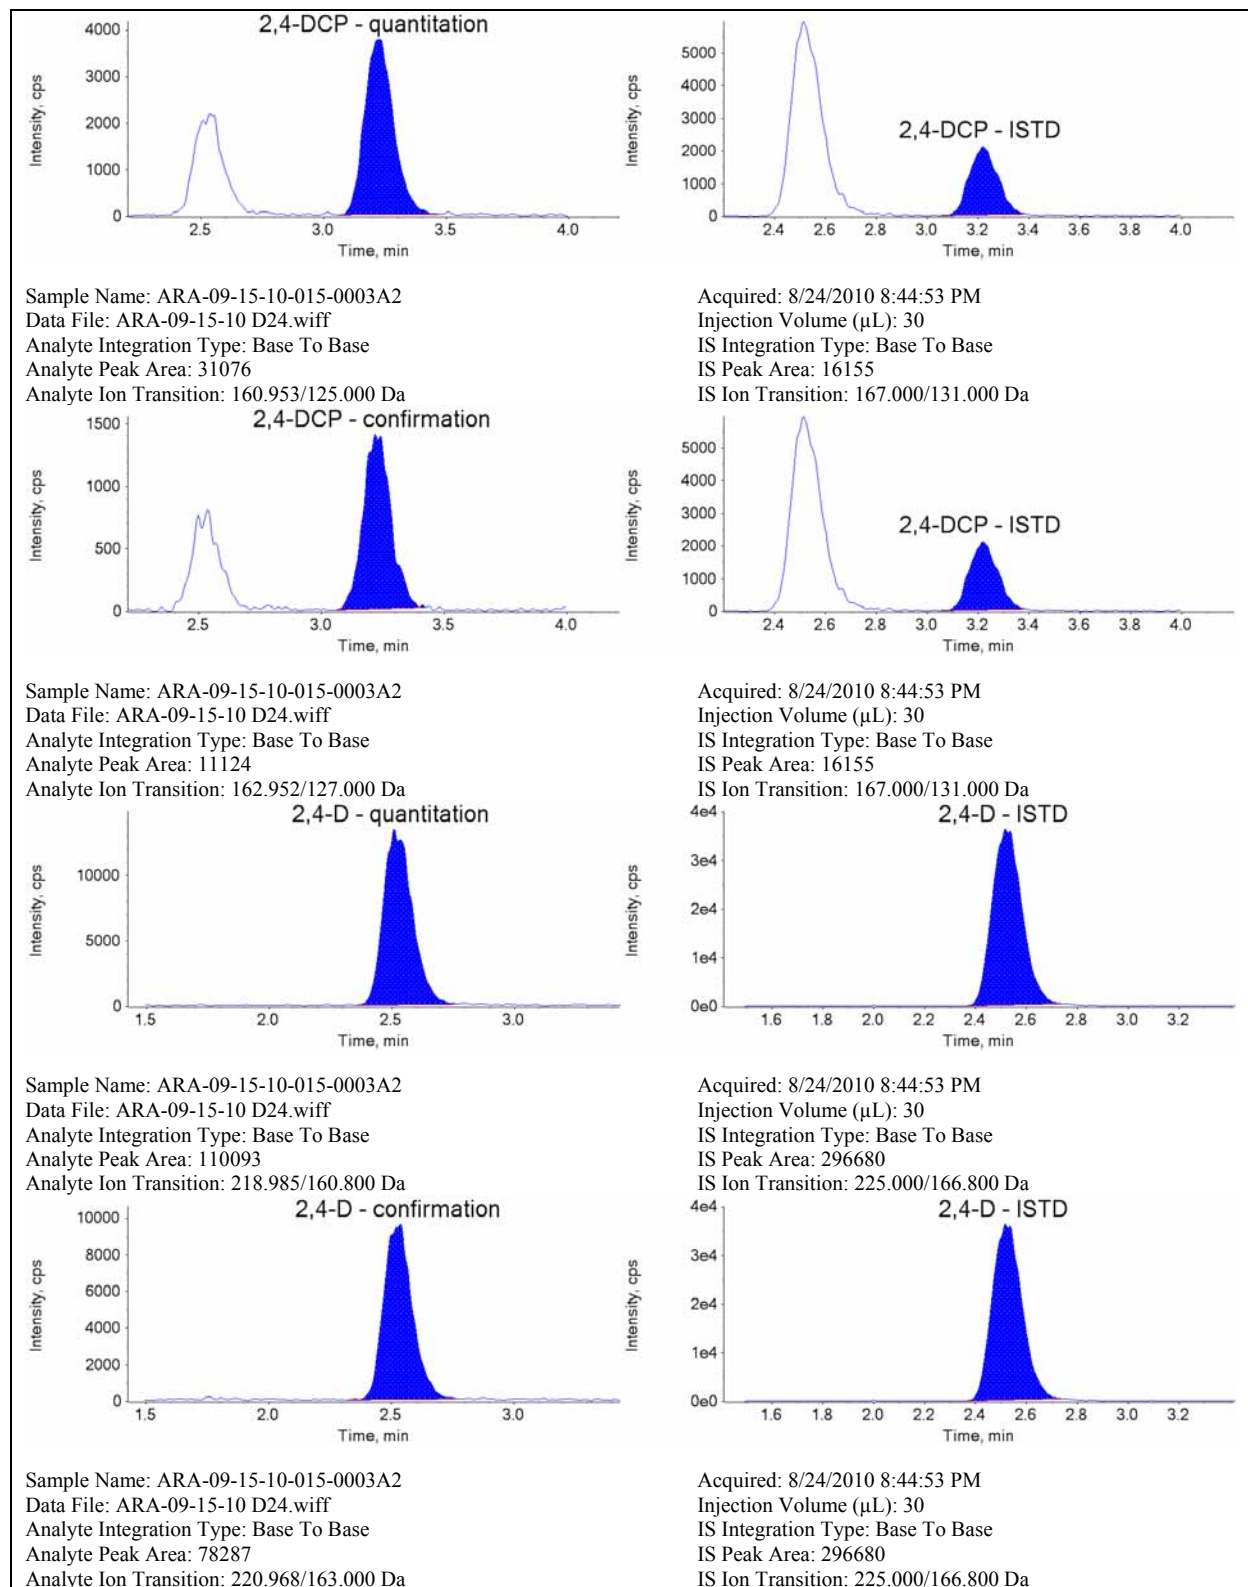 2,4-DCP - quantitation
4000
3000
2000
1000
0
Intensity, cps
2.5 3.0 3.5 4.0
Time, min
2,4-DCP - ISTD
5000
4000
3000
2000
1000
0
Intensity, cps
2.4 2.6 2.8 3.0 3.2 3.4 3.6 3.8 4.0
Time, min
Sample Name: ARA-09-15-10-015-0003A2
Data File: ARA-09-15-10 D24.wiff
Analyte Integration Type: Base To Base
Analyte Peak Area: 31076
Analyte Ion Transition: 160.953/125.000 Da
Acquired: 8/24/2010 8:44:53 PM
Injection Volume (µL): 30
IS Integration Type: Base To Base
IS Peak Area: 16155
IS Ion Transition: 167.000/131.000 Da
2,4-DCP - confirmation
1500
1000
500
0
Intensity, cps
2.5 3.0 3.5 4.0
Time, min
2,4-DCP - ISTD
5000
4000
3000
2000
1000
0
Intensity, cps
2.4 2.6 2.8 3.0 3.2 3.4 3.6 3.8 4.0
Time, min
Sample Name: ARA-09-15-10-015-0003A2
Data File: ARA-09-15-10 D24.wiff
Analyte Integration Type: Base To Base
Analyte Peak Area: 11124
Analyte Ion Transition: 162.952/127.000 Da
Acquired: 8/24/2010 8:44:53 PM
Injection Volume (µL): 30
IS Integration Type: Base To Base
IS Peak Area: 16155
IS Ion Transition: 167.000/131.000 Da
2,4-D - quantitation
10000
5000
0
Intensity, cps
1.5 2.0 2.5 3.0
Time, min
2,4-D - ISTD
4e4
3e4
2e4
1e4
0e0
Intensity, cps
1.6 1.8 2.0 2.2 2.4 2.6 2.8 3.0 3.2
Time, min
Sample Name: ARA-09-15-10-015-0003A2
Data File: ARA-09-15-10 D24.wiff
Analyte Integration Type: Base To Base
Analyte Peak Area: 110093
Analyte Ion Transition: 218.985/160.800 Da
Acquired: 8/24/2010 8:44:53 PM
Injection Volume (µL): 30
IS Integration Type: Base To Base
IS Peak Area: 296680
IS Ion Transition: 225.000/166.800 Da
2,4-D - confirmation
10000
8000
6000
4000
2000
0
Intensity, cps
1.5 2.0 2.5 3.0
Time, min
2,4-D - ISTD
4e4
3e4
2e4
1e4
0e0
Intensity, cps
1.6 1.8 2.0 2.2 2.4 2.6 2.8 3.0 3.2
Time, min
Sample Name: ARA-09-15-10-015-0003A2
Data File: ARA-09-15-10 D24.wiff
Analyte Integration Type: Base To Base
Analyte Peak Area: 78287
Analyte Ion Transition: 220.968/163.000 Da
Acquired: 8/24/2010 8:44:53 PM
Injection Volume (µL): 30
IS Integration Type: Base To Base
IS Peak Area: 296680
IS Ion Transition: 225.000/166.800 Da